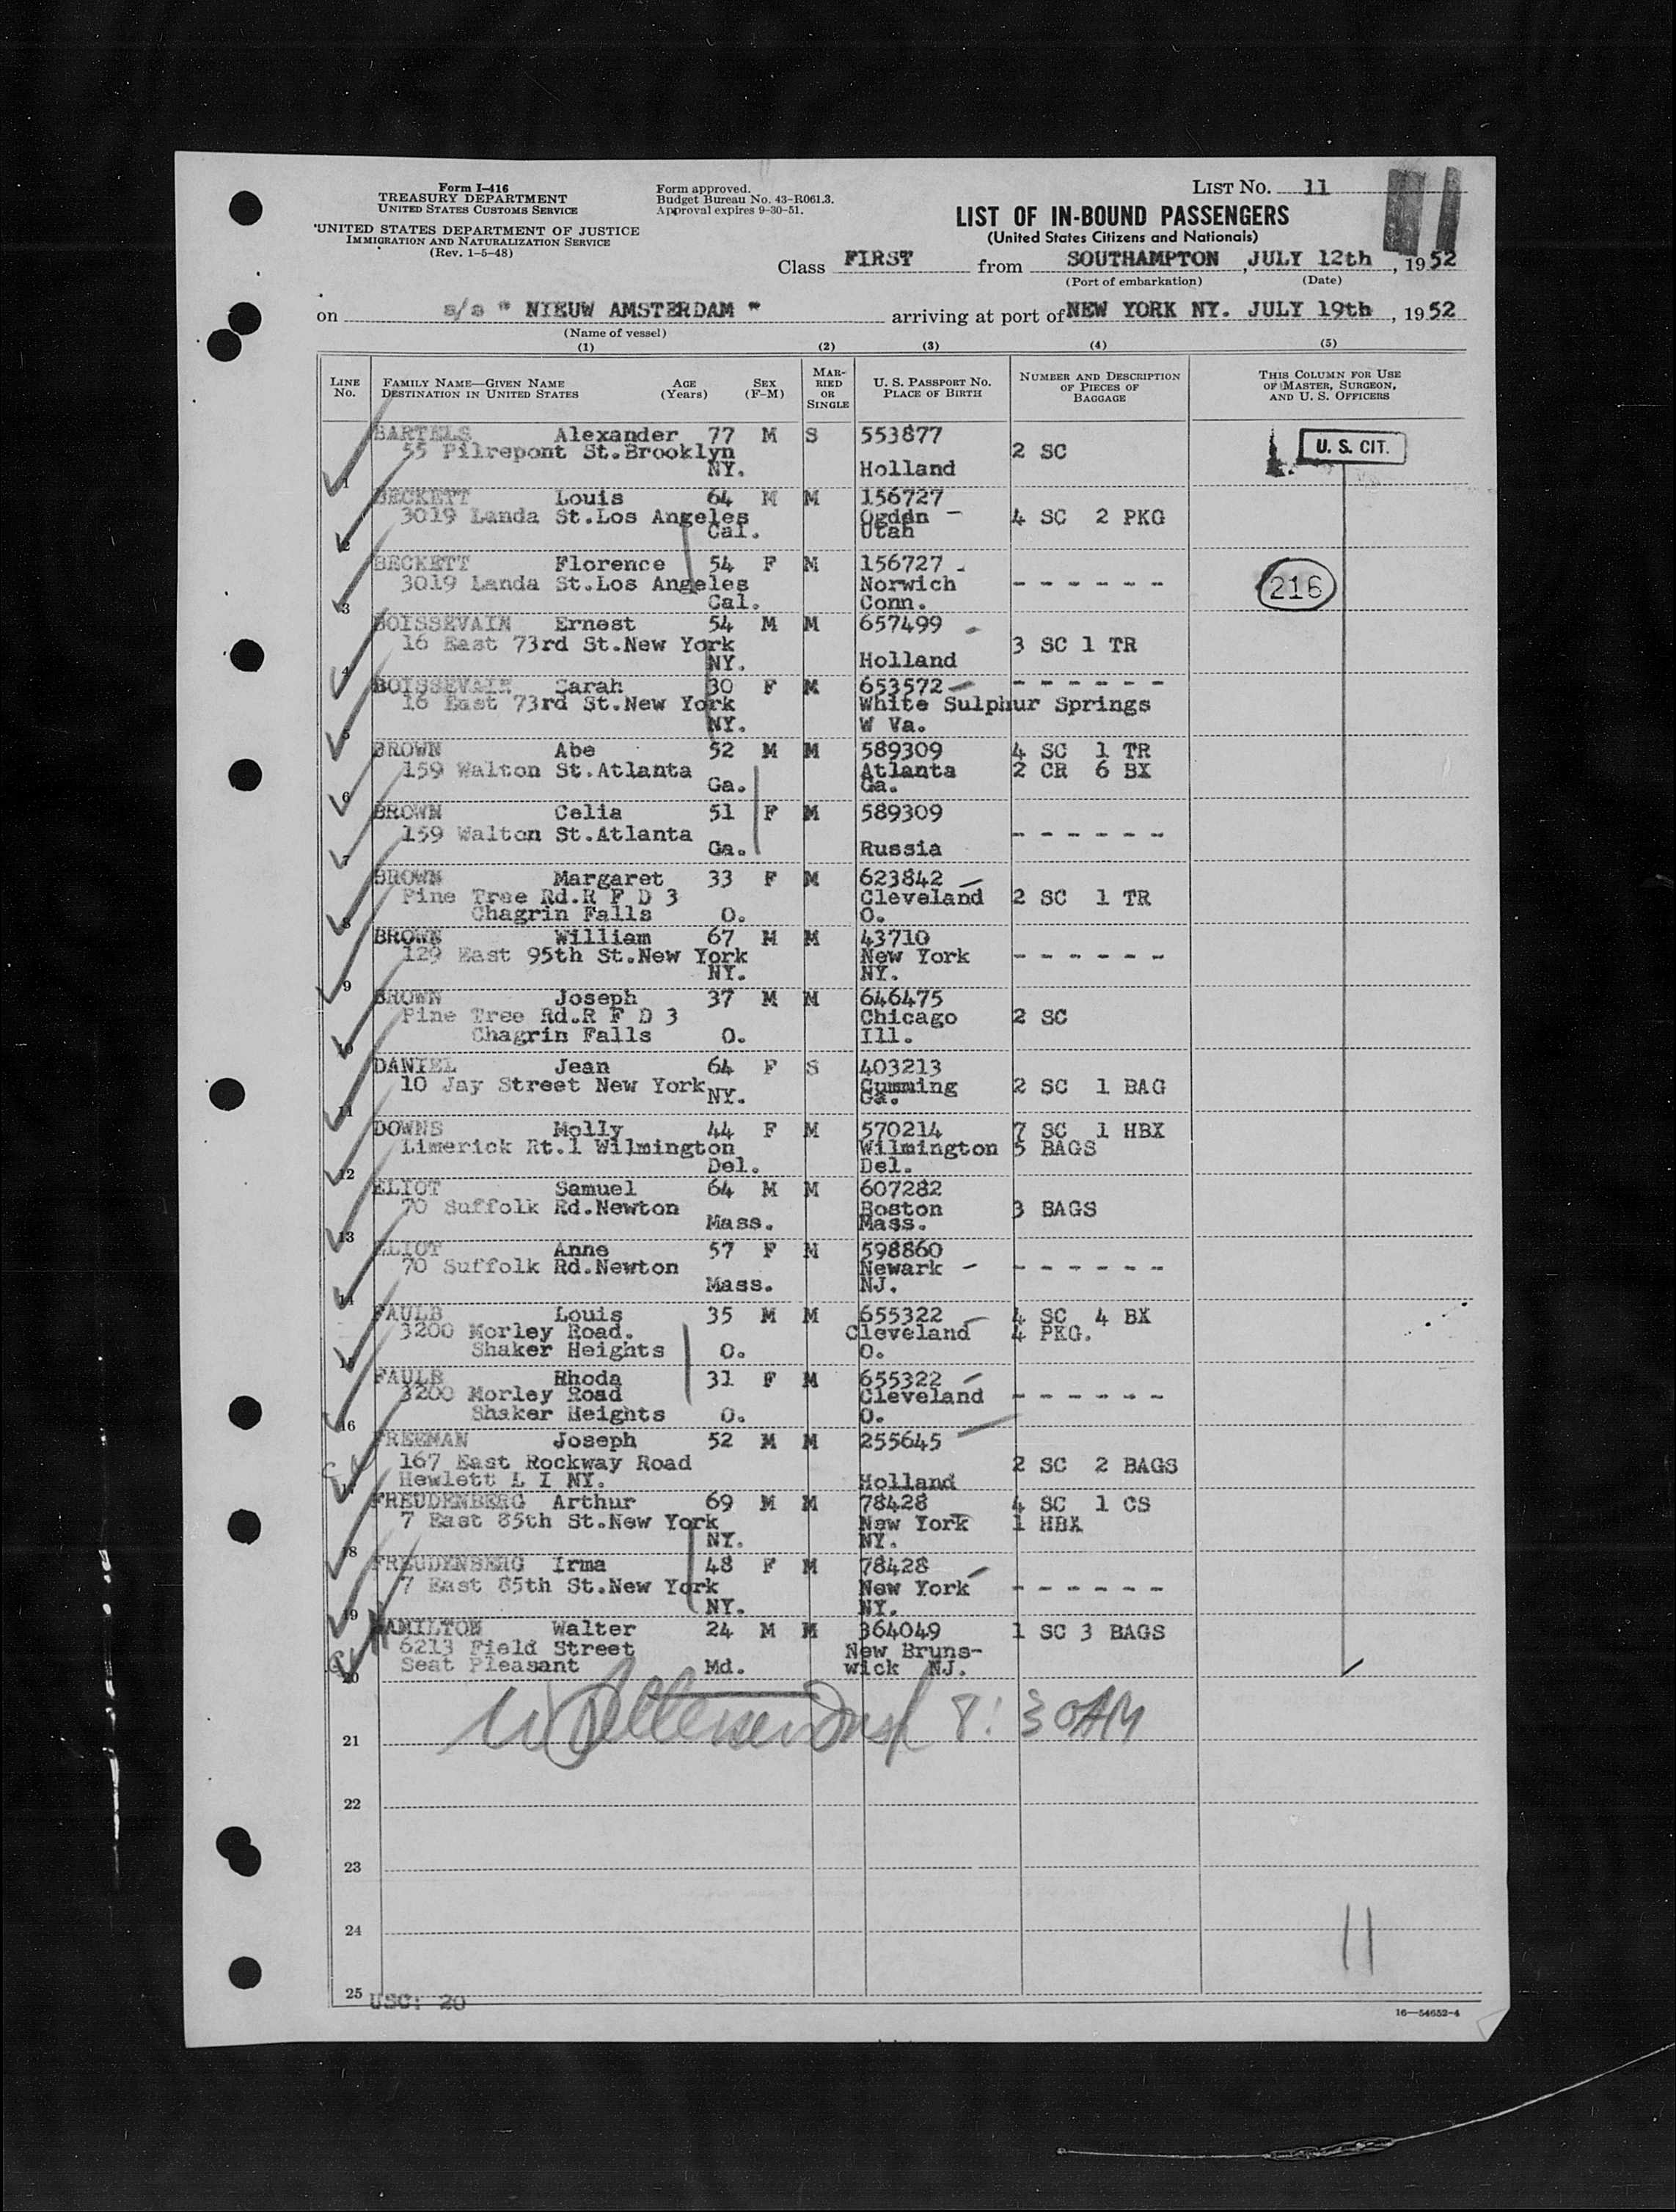 Form I-416
TREASURY DEPARTMENT
UNITED STATES CUSTOMS SERVICE
UNITED STATES DEPARTMENT OF JUSTICE
IMMIGRATION AND NATURALIZATION SERVICE
(Rev. 1-5-48)
Form approved.
Budget Bureau No. 43-R061.3.
Approval expires 9-30-51.
LIST NO. 11
LIST OF IN-BOUND PASSENGERS
(United States Citizens and Nationals)
Class FIRST from SOUTHAMPTON, JULY 12th, 1952
(Port of embarkation) (Date)
on s/s " NIEUW AMSTERDAM " arriving at port of NEW YORK NY. JULY 19th, 1952
(Name of vessel)
(1) (2) (3) (4) (5)
LINE No. FAMILY NAME—GIVEN NAME DESTINATION IN UNITED STATES AGE (Years) SEX (F-M) MARRIED OR SINGLE U. S. PASSPORT NO. PLACE OF BIRTH NUMBER AND DESCRIPTION OF PIECES OF BAGGAGE THIS COLUMN FOR USE OF MASTER, SURGEON, AND U. S. OFFICERS
BARTELS Alexander 77 M S 553877
55 Pilrepont St.Brooklyn 2 SC U. S. CIT.
1 NY. Holland
BECKETT Louis 64 M M 156727
3019 Landa St.Los Angeles Ogden - 4 SC 2 PKG
2 Cal. Utah
BECKETT Florence 54 F M 156727 -
3019 Landa St.Los Angeles Norwich - - - - - - 216
3 Cal. Conn.
BOISSEVAIN Ernest 54 M M 657499 -
16 East 73rd St.New York 3 SC 1 TR
4 NY. Holland
BOISSEVAIN Sarah 30 F M 653572 - - - - - - -
16 East 73rd St.New York White Sulphur Springs
5 NY. W Va.
BROWN Abe 52 M M 589309 4 SC 1 TR
159 Walton St.Atlanta Atlanta 2 CR 6 BX
6 Ga. Ga.
BROWN Celia 51 F M 589309
159 Walton St.Atlanta - - - - - -
7 Ga. Russia
BROWN Margaret 33 F M 623842 -
Pine Tree Rd.R F D 3 Cleveland 2 SC 1 TR
8 Chagrin Falls O. O.
BROWN William 67 M M 43710
129 East 95th St.New York New York - - - - - -
9 NY. NY.
BROWN Joseph 37 M M 646475
Pine Tree Rd.R F D 3 Chicago 2 SC
10 Chagrin Falls O. Ill.
DANIEL Jean 64 F S 403213
10 Jay Street New York Cumming 2 SC 1 BAG
11 NY. Ga.
DOWNS Molly 44 F M 570214 7 SC 1 HBX
Limerick Rt.1 Wilmington Wilmington 5 BAGS
12 Del. Del.
ELIOT Samuel 64 M M 607282
70 Suffolk Rd.Newton Boston 3 BAGS
13 Mass. Mass.
ELIOT Anne 57 F M 598860
70 Suffolk Rd.Newton Newark - - - - - - -
14 Mass. NJ.
FAULB Louis 35 M M 655322 - 4 SC 4 BX
3200 Morley Road. Cleveland 4 PKG.
15 Shaker Heights O. O.
FAULB Rhoda 31 F M 655322 -
3200 Morley Road Cleveland - - - - - -
16 Shaker Heights O. O.
FREEMAN Joseph 52 M M 255645
167 East Rockway Road 2 SC 2 BAGS
17 Hewlett L I NY. Holland
FREUDENBERG Arthur 69 M M 78428 4 SC 1 CS
7 East 85th St.New York New York 1 HBX
18 NY. NY.
FREUDENBERG Irma 48 F M 78428 -
7 East 85th St.New York New York - - - - - -
19 NY. NY.
HAMILTON Walter 24 M M 364049 1 SC 3 BAGS
6213 Field Street New Bruns-
20 Seat Pleasant Md. wick NJ.
8:30AM
21
22
23
24 11
25 USC: 20
16—54652-4